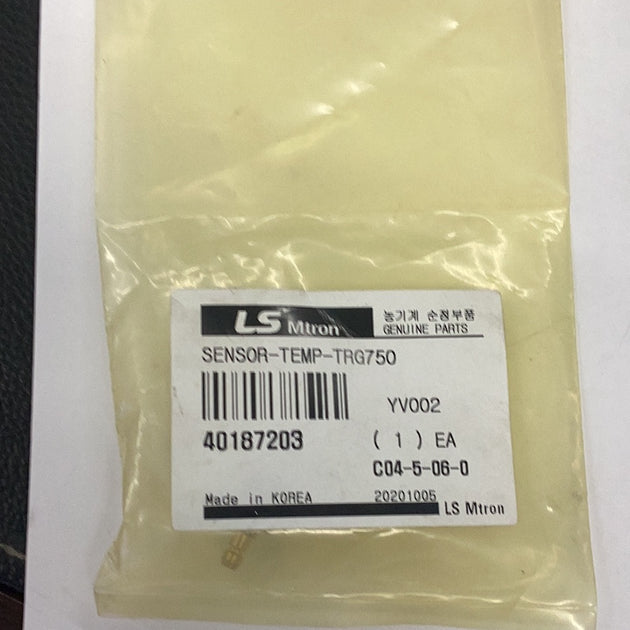 LS Mtron
농기계 순정부품
GENUINE PARTS
SENSOR-TEMP-TRG750
YV002
40187203
( 1 ) EA
C04-5-06-0
Made in KOREA
20201005
LS Mtron